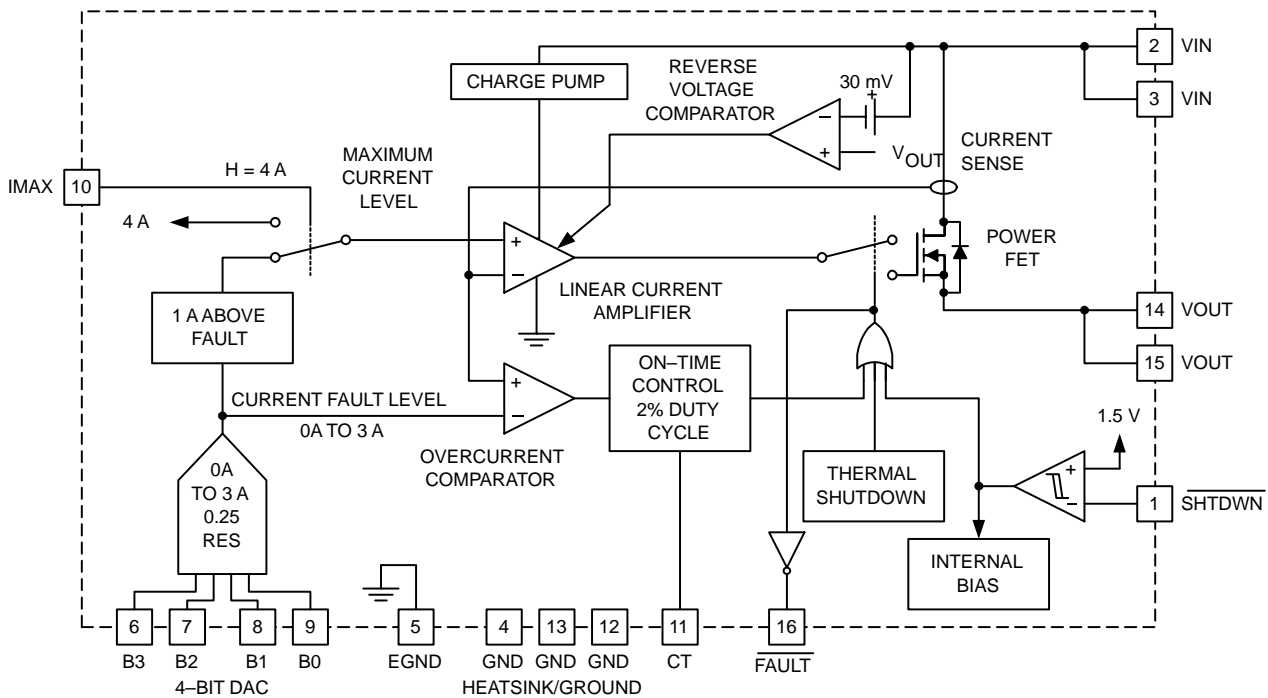 2
VIN
CHARGE PUMP
REVERSE
VOLTAGE
COMPARATOR
30 mV
+
3
VIN
−
+
VOUT
CURRENT
SENSE
MAXIMUM
CURRENT
LEVEL
IMAX
10
H = 4 A
4 A
+
−
POWER
FET
LINEAR CURRENT
AMPLIFIER
1 A ABOVE
FAULT
14
VOUT
15
VOUT
ON–TIME
CONTROL
2% DUTY
CYCLE
+
−
CURRENT FAULT LEVEL
0A TO 3 A
OVERCURRENT
COMPARATOR
1.5 V
+
−
0A
TO 3 A
0.25
RES
THERMAL
SHUTDOWN
1
SHTDWN
INTERNAL
BIAS
6
7
8
9
5
4
13
12
11
16
B3
B2
B1
B0
EGND
GND
GND
GND
CT
FAULT
4–BIT DAC
HEATSINK/GROUND